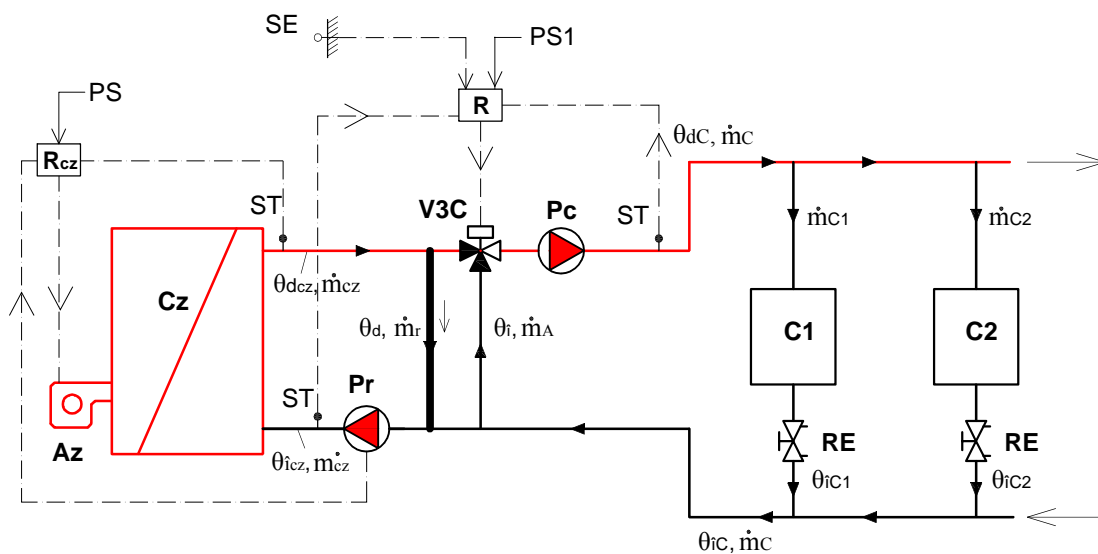 SE
PS1
PS
R
Rcz
θdC, ṁC
ST
V3C
Pc
ST
ṁC1
ṁC2
θdcz, ṁcz
Cz
θd, ṁr
θî, ṁA
C1
C2
Pr
ST
Az
RE
RE
θîcz, ṁcz
θîC1
θîC2
θîC, ṁC